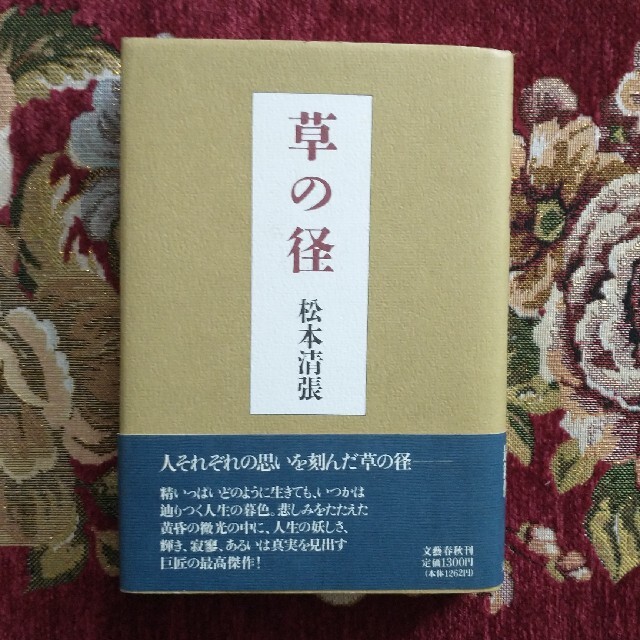 草の径
松本清張
人それぞれの思いを刻んだ草の径――
精いっぱいどのように生きても、いつかは
辿りつく人生の暮色。悲しみをたたえた
黄昏の微光の中に、人生の妖しさ、
輝き、寂寥、あるいは真実を見出す
巨匠の最高傑作!
文藝春秋刊
定価1300円
(本体1262円)